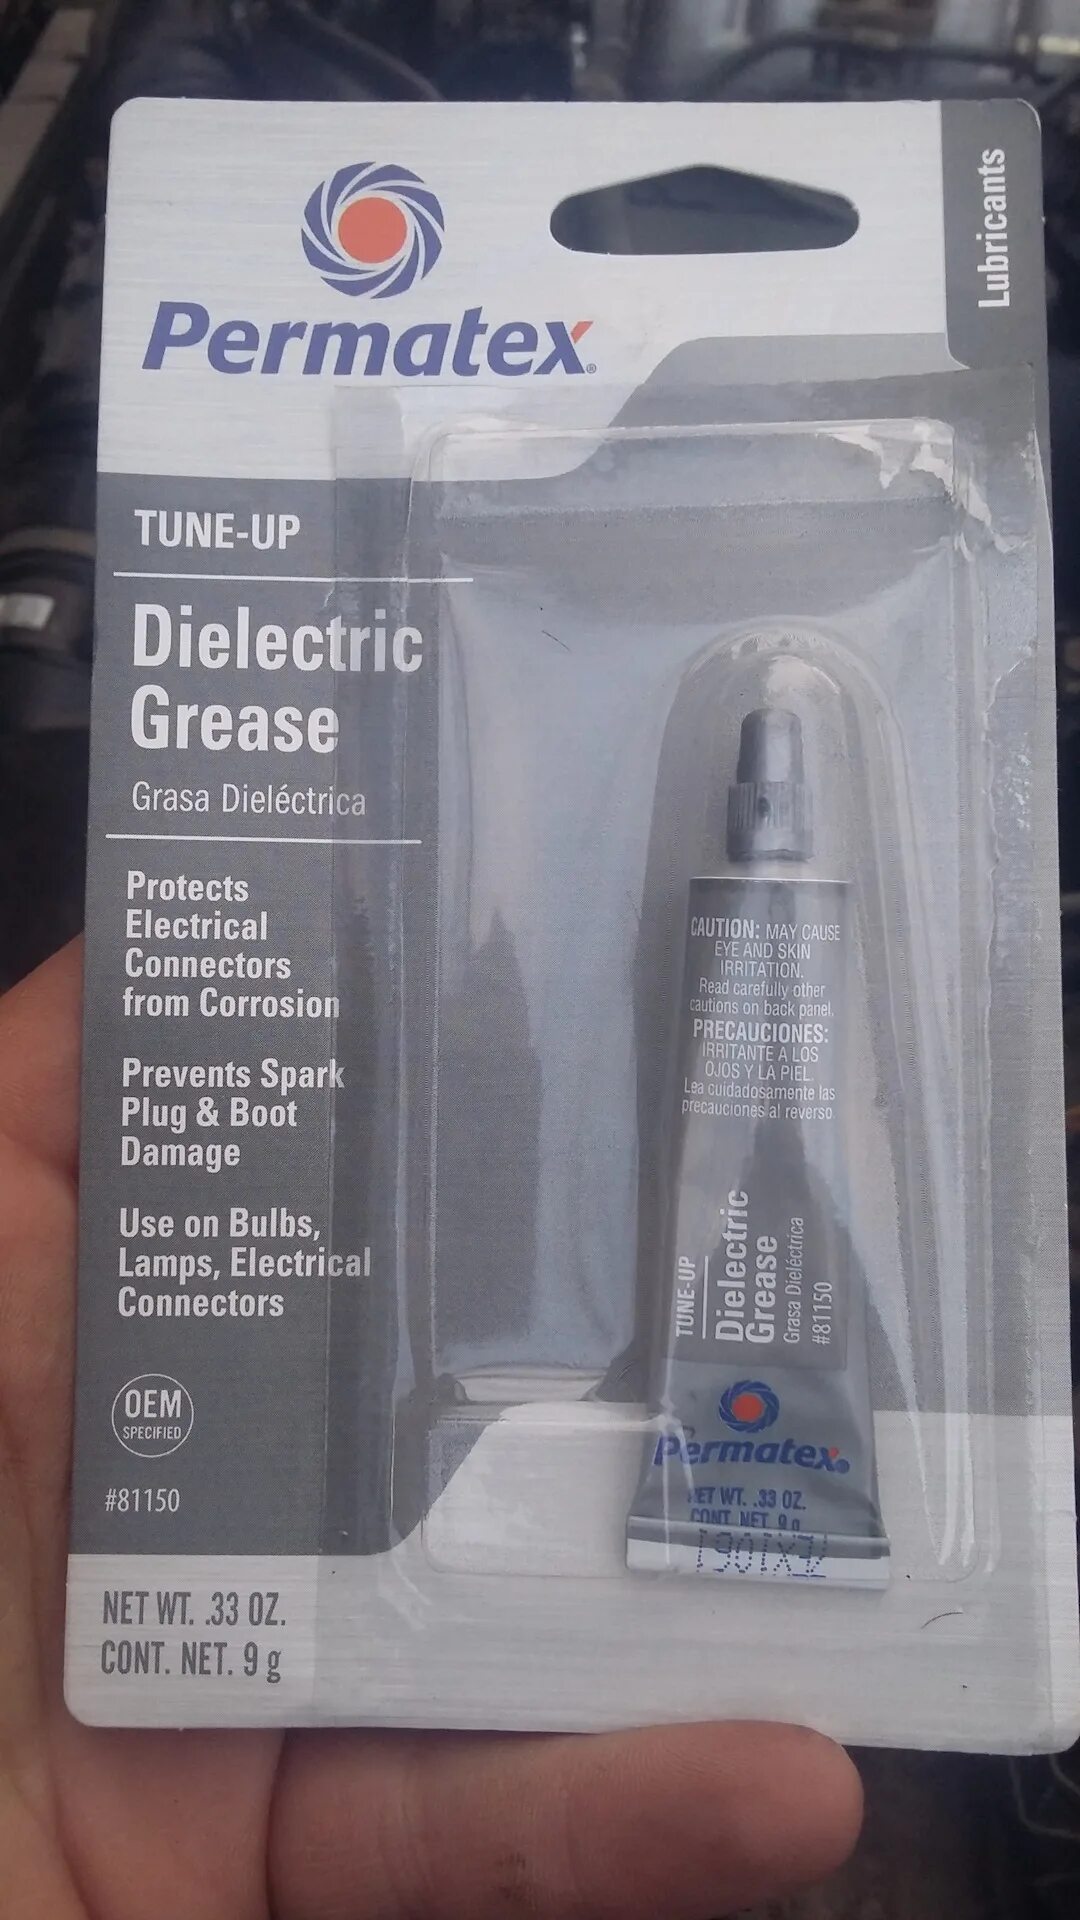 Lubricants
Permatex®
TUNE-UP
Dielectric
Grease
Grasa Dieléctrica
Protects
Electrical
Connectors
from Corrosion
Prevents Spark
Plug & Boot
Damage
Use on Bulbs,
Lamps, Electrical
Connectors
OEM
SPECIFIED
#81150
NET WT. .33 OZ.
CONT. NET. 9 g
CAUTION: MAY CAUSE
EYE AND SKIN
IRRITATION.
Read carefully other
cautions on back panel.
PRECAUCIONES:
IRRITANTE A LOS
OJOS Y LA PIEL.
Lea cuidadosamente las
precauciones al reverso.
TUNE-UP
Dielectric
Grease
Grasa Dieléctrica
#81150
Permatex®
NET WT. .33 OZ.
CONT. NET. 9 g